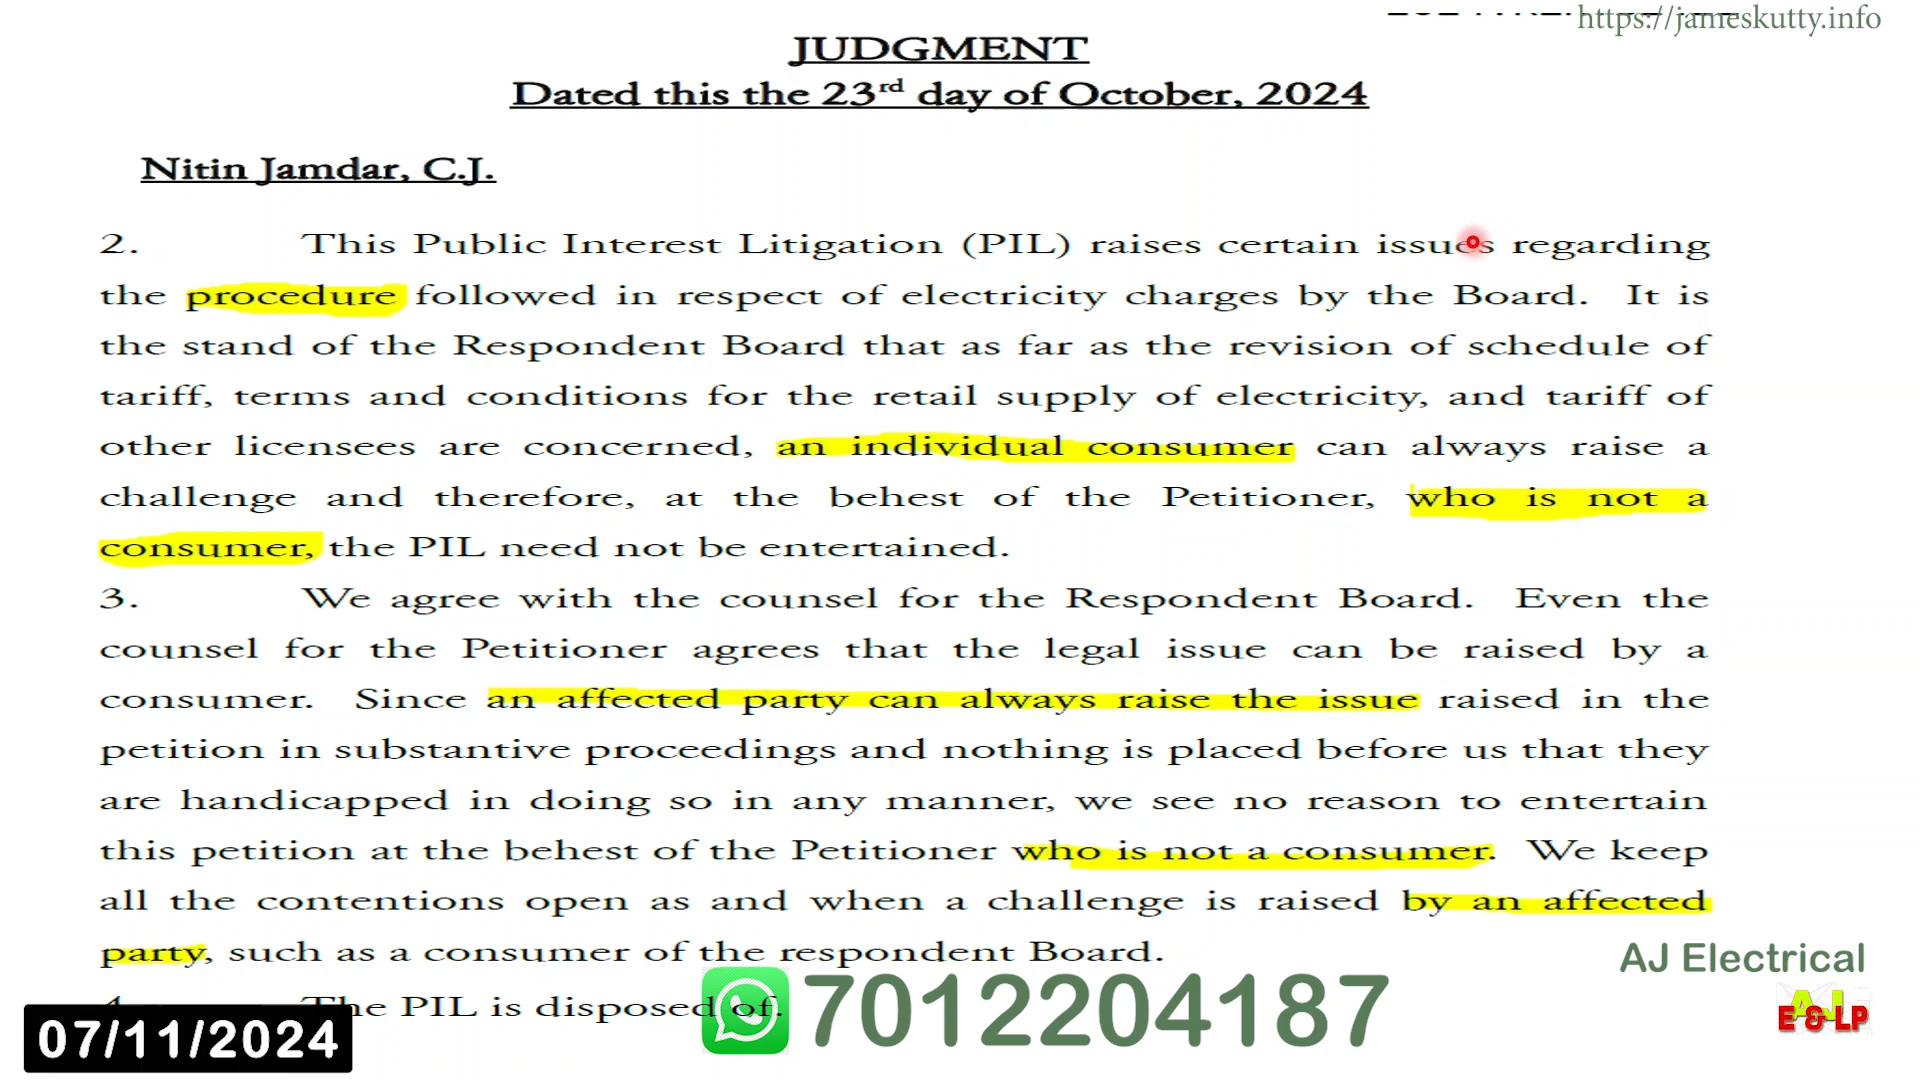 https://jameskutty.info
JUDGMENT
Dated this the 23rd day of October, 2024
Nitin Jamdar, C.J.
2. This Public Interest Litigation (PIL) raises certain issues regarding
the procedure followed in respect of electricity charges by the Board. It is
the stand of the Respondent Board that as far as the revision of schedule of
tariff, terms and conditions for the retail supply of electricity, and tariff of
other licensees are concerned, an individual consumer can always raise a
challenge and therefore, at the behest of the Petitioner, who is not a
consumer, the PIL need not be entertained.
3. We agree with the counsel for the Respondent Board. Even the
counsel for the Petitioner agrees that the legal issue can be raised by a
consumer. Since an affected party can always raise the issue raised in the
petition in substantive proceedings and nothing is placed before us that they
are handicapped in doing so in any manner, we see no reason to entertain
this petition at the behest of the Petitioner who is not a consumer. We keep
all the contentions open as and when a challenge is raised by an affected
party, such as a consumer of the respondent Board.
4. The PIL is disposed of.
AJ Electrical
7012204187
AJ
E & LP
07/11/2024